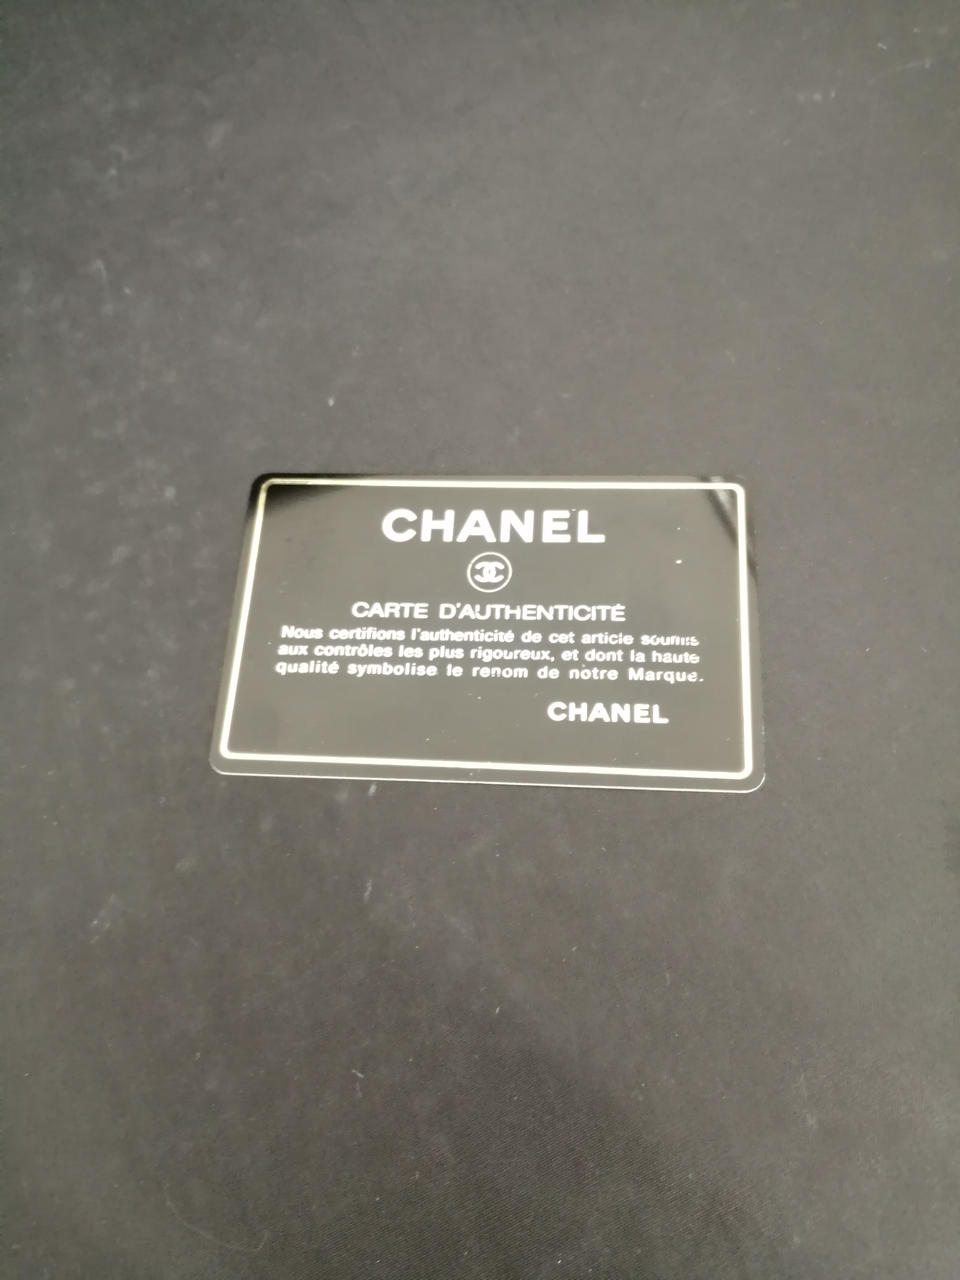 CHANEL
CARTE D'AUTHENTICITÉ
Nous certifions l'authenticité de cet article soumis
aux contrôles les plus rigoureux, et dont la haute
qualité symbolise le renom de notre Marque.
CHANEL